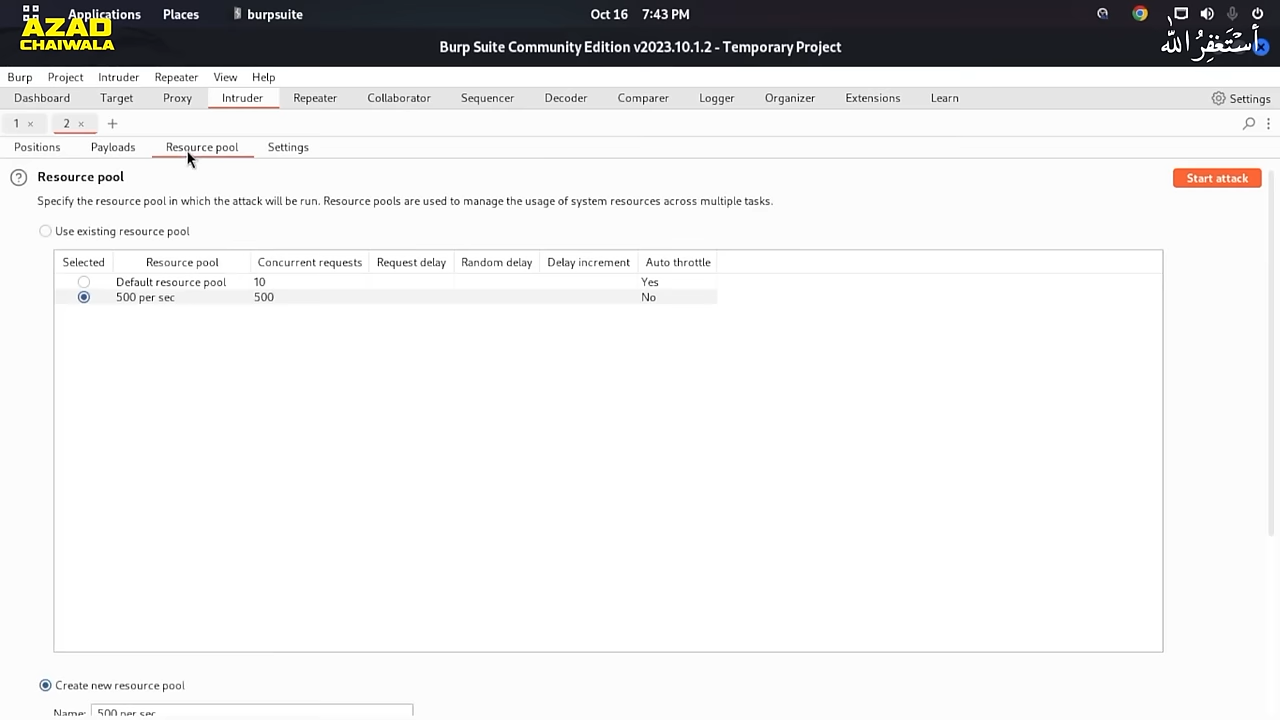 Applications Places burpsuite Oct 16 7:43 PM
AZAD
CHAIWALA
أستغفر الله
Burp Suite Community Edition v2023.10.1.2 - Temporary Project
Burp Project Intruder Repeater View Help
Dashboard Target Proxy Intruder Repeater Collaborator Sequencer Decoder Comparer Logger Organizer Extensions Learn Settings
1 × 2 × +
Positions Payloads Resource pool Settings
? Resource pool Start attack
Specify the resource pool in which the attack will be run. Resource pools are used to manage the usage of system resources across multiple tasks.
Use existing resource pool
Selected Resource pool Concurrent requests Request delay Random delay Delay increment Auto throttle
Default resource pool 10 Yes
500 per sec 500 No
Create new resource pool
Name: 500 per sec